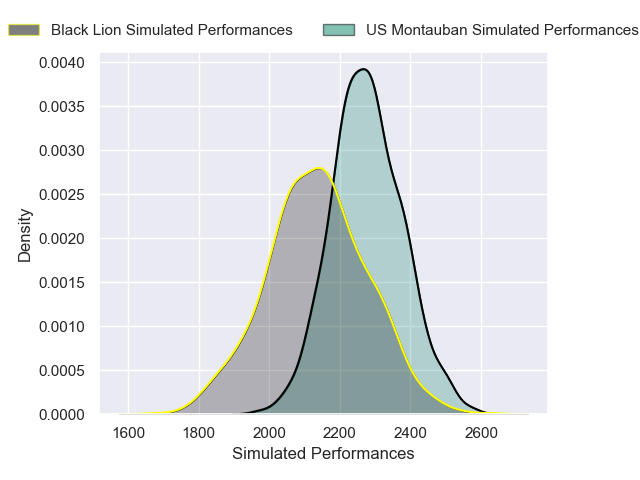 Black Lion Simulated Performances
US Montauban Simulated Performances
0.0040
0.0035
0.0030
0.0025
0.0020
0.0015
0.0010
0.0005
0.0000
Density
1600 1800 2000 2200 2400 2600
Simulated Performances